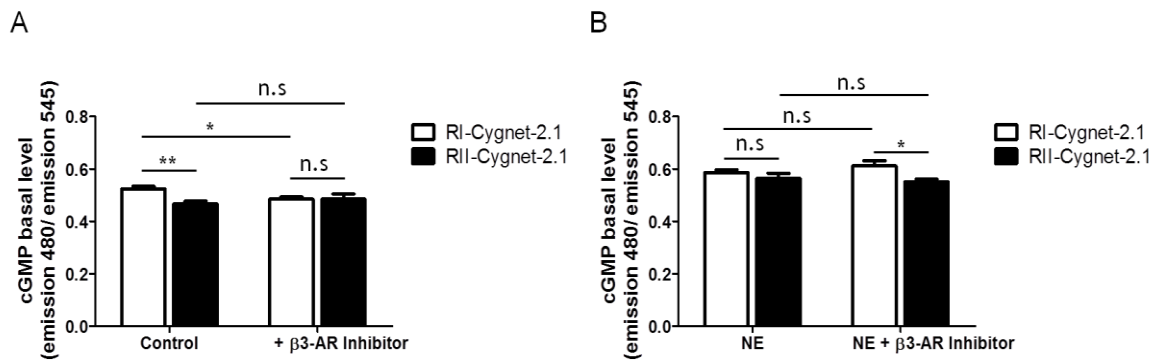 A
cGMP basal level
(emission 480/ emission 545)
0.8
0.6
0.4
0.2
0.0
n.s
*
**
n.s
Control
+ β3-AR Inhibitor
RI-Cygnet-2.1
RII-Cygnet-2.1
B
cGMP basal level
(emission 480/ emission 545)
0.8
0.6
0.4
0.2
0.0
n.s
n.s
n.s
*
NE
NE + β3-AR Inhibitor
RI-Cygnet-2.1
RII-Cygnet-2.1